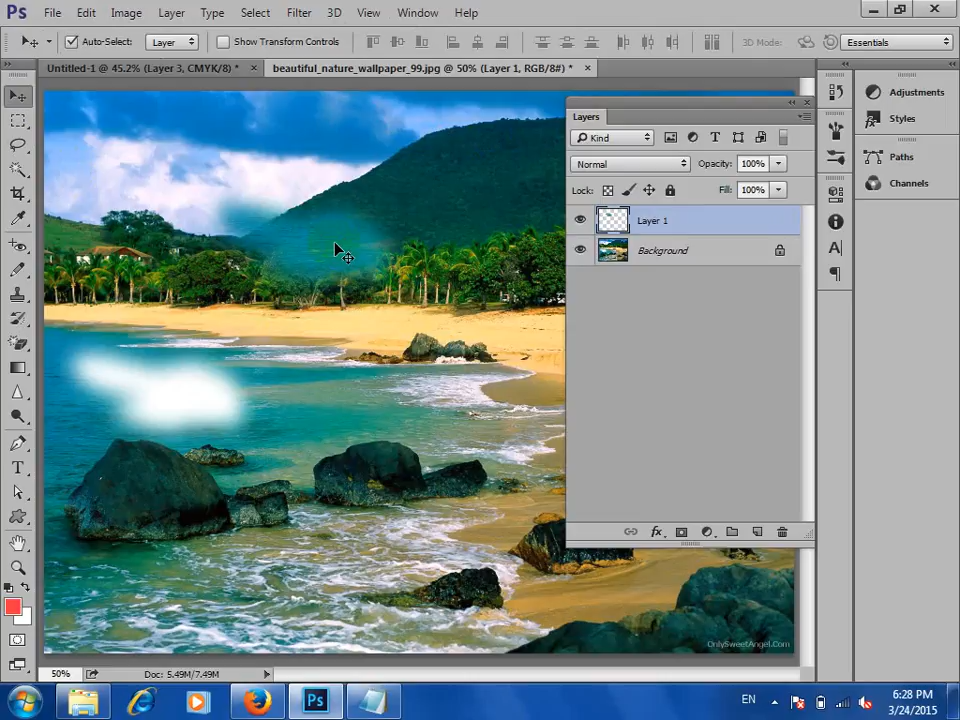 Ps File Edit Image Layer Type Select Filter 3D View Window Help
Auto-Select: Layer Show Transform Controls 3D Mode: Essentials
Untitled-1 @ 45.2% (Layer 3, CMYK/8) * × beautiful_nature_wallpaper_99.jpg @ 50% (Layer 1, RGB/8#) * ×
Layers
Kind
Normal Opacity: 100%
Lock: Fill: 100%
Layer 1
Background
Adjustments
Styles
Paths
Channels
OnlySweetAngel.Com
50% Doc: 5.49M/7.49M
Ps EN 6:28 PM
3/24/2015